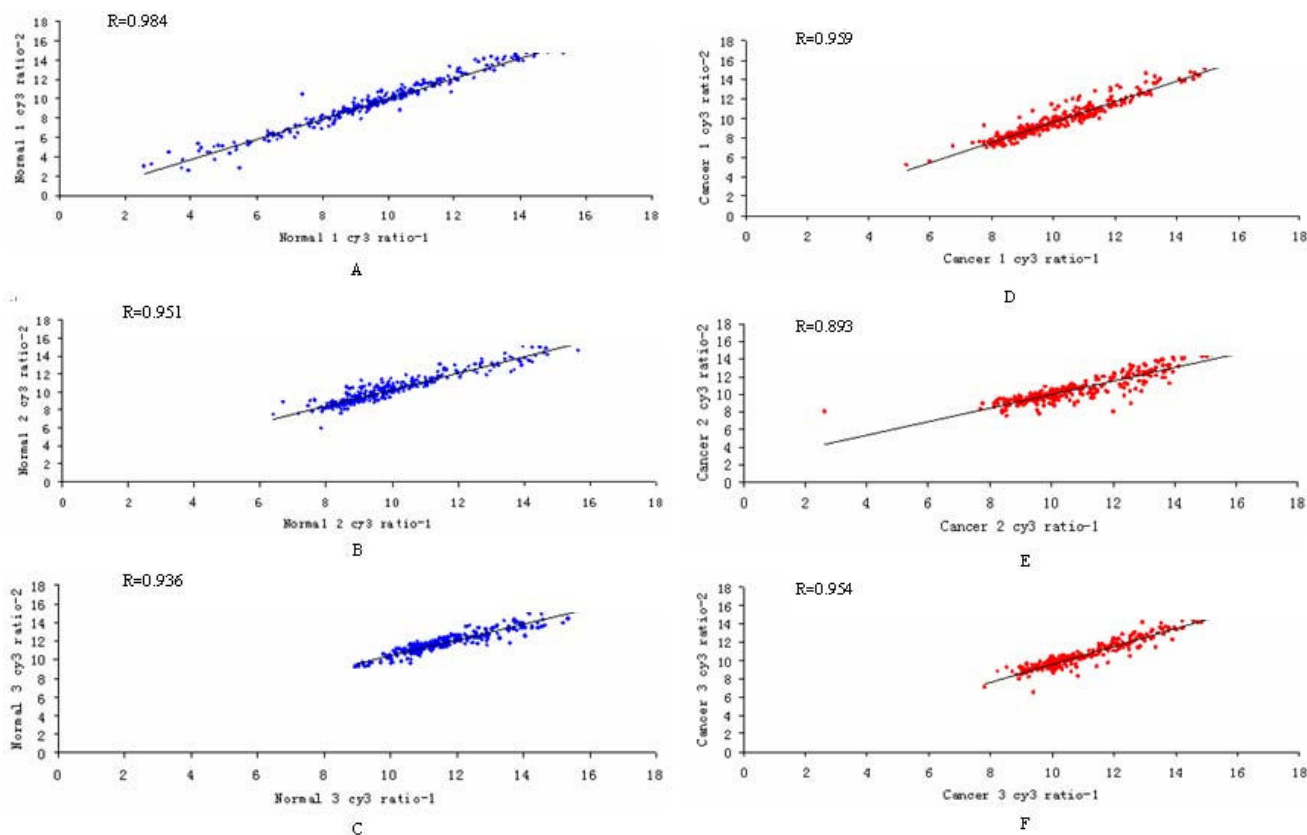 R=0.984
Normal 1 cy3 ratio-2
18
16
14
12
10
8
6
4
2
0
0 2 4 6 8 10 12 14 16 18
Normal 1 cy3 ratio-1
A
R=0.951
Normal 2 cy3 ratio-2
18
16
14
12
10
8
6
4
2
0
0 2 4 6 8 10 12 14 16 18
Normal 2 cy3 ratio-1
B
R=0.936
Normal 3 cy3 ratio-2
18
16
14
12
10
8
6
4
2
0
0 2 4 6 8 10 12 14 16 18
Normal 3 cy3 ratio-1
C
R=0.959
Cancer 1 cy3 ratio-2
18
16
14
12
10
8
6
4
2
0
0 2 4 6 8 10 12 14 16 18
Cancer 1 cy3 ratio-1
D
R=0.893
Cancer 2 cy3 ratio-2
18
16
14
12
10
8
6
4
2
0
0 2 4 6 8 10 12 14 16 18
Cancer 2 cy3 ratio-1
E
R=0.954
Cancer 3 cy3 ratio-2
18
16
14
12
10
8
6
4
2
0
0 2 4 6 8 10 12 14 16 18
Cancer 3 cy3 ratio-1
F